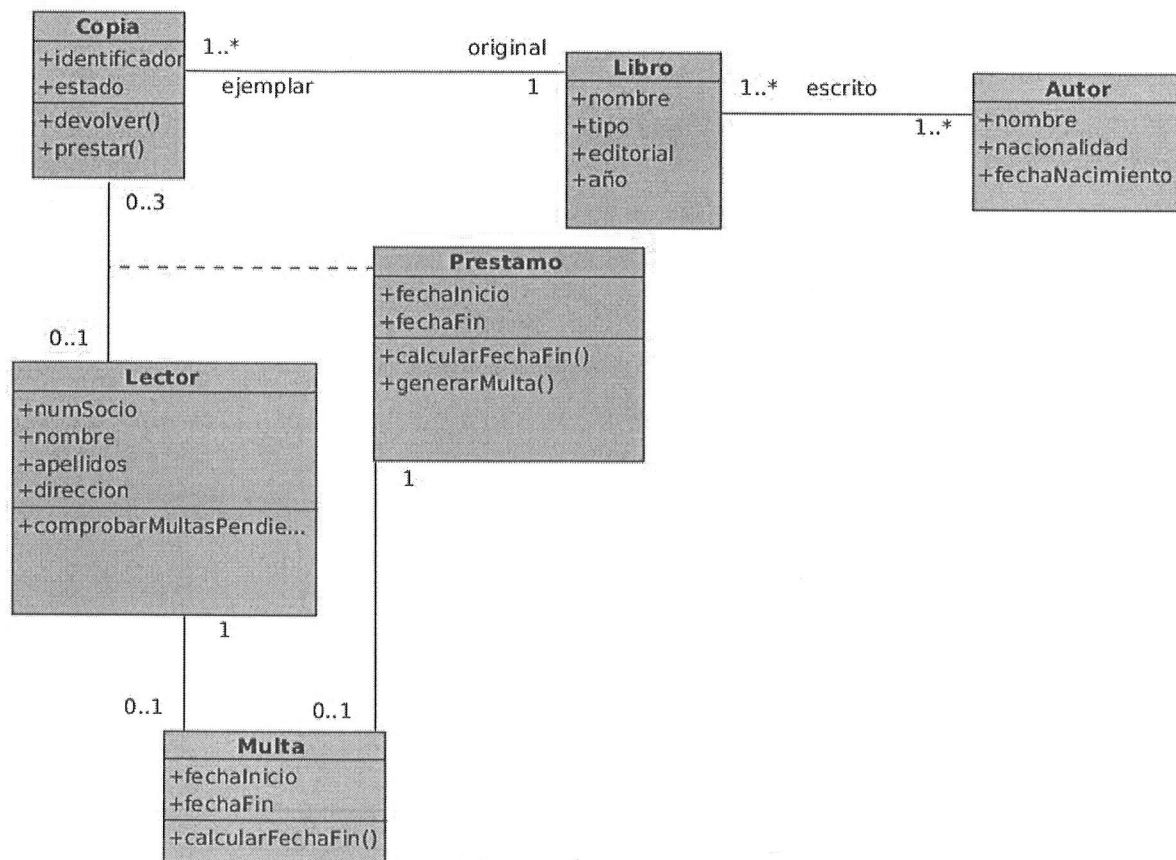 Copia
+identificador
+estado
+devolver()
+prestar()
1..*
ejemplar
original
1
Libro
+nombre
+tipo
+editorial
+año
1..*
escrito
1..*
Autor
+nombre
+nacionalidad
+fechaNacimiento
0..3
0..1
Prestamo
+fechaInicio
+fechaFin
+calcularFechaFin()
+generarMulta()
1
Lector
+numSocio
+nombre
+apellidos
+direccion
+comprobarMultasPendie...
1
0..1
0..1
Multa
+fechaInicio
+fechaFin
+calcularFechaFin()